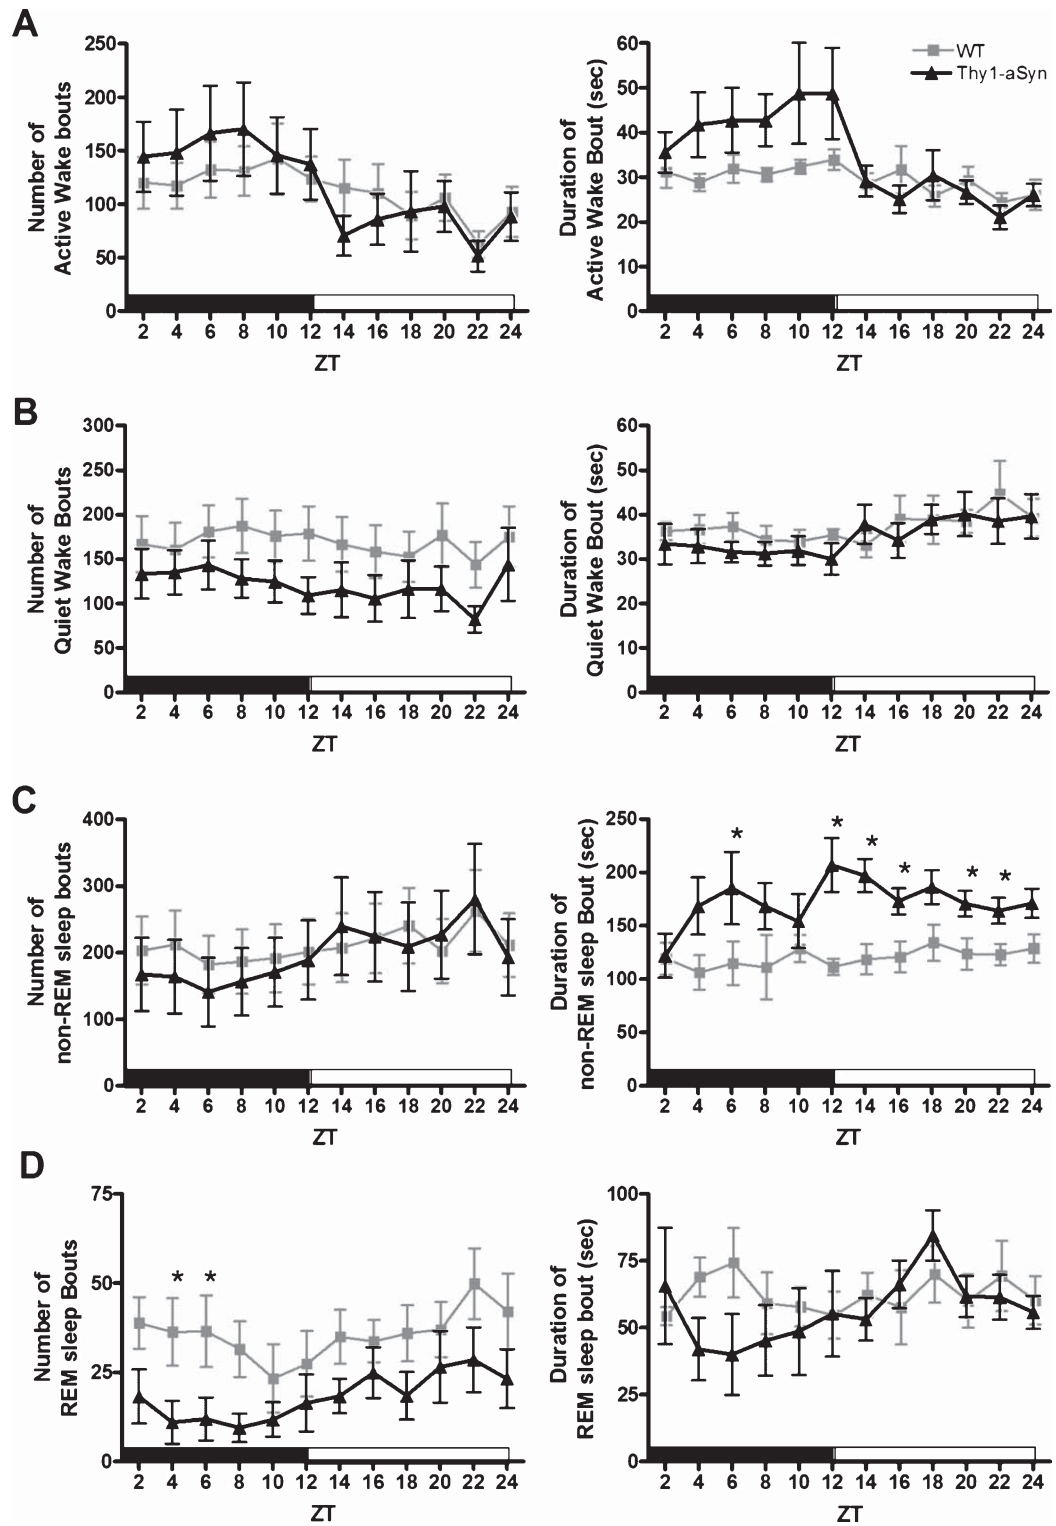 A
Number of
Active Wake bouts
250
200
150
100
50
0
2 4 6 8 10 12 14 16 18 20 22 24
ZT
Duration of
Active Wake Bout (sec)
60
50
40
30
20
10
0
2 4 6 8 10 12 14 16 18 20 22 24
ZT
WT
Thy1-aSyn
B
Number of
Quiet Wake Bouts
300
250
200
150
100
50
0
2 4 6 8 10 12 14 16 18 20 22 24
ZT
Duration of
Quiet Wake Bout (sec)
60
50
40
30
20
10
0
2 4 6 8 10 12 14 16 18 20 22 24
ZT
C
Number of
non-REM sleep bouts
400
300
200
100
0
2 4 6 8 10 12 14 16 18 20 22 24
ZT
Duration of
non-REM sleep Bout (sec)
250
200
150
100
50
0
* * * * * *
2 4 6 8 10 12 14 16 18 20 22 24
ZT
D
Number of
REM sleep Bouts
75
50
25
0
* *
2 4 6 8 10 12 14 16 18 20 22 24
ZT
Duration of
REM sleep bout (sec)
100
75
50
25
0
2 4 6 8 10 12 14 16 18 20 22 24
ZT